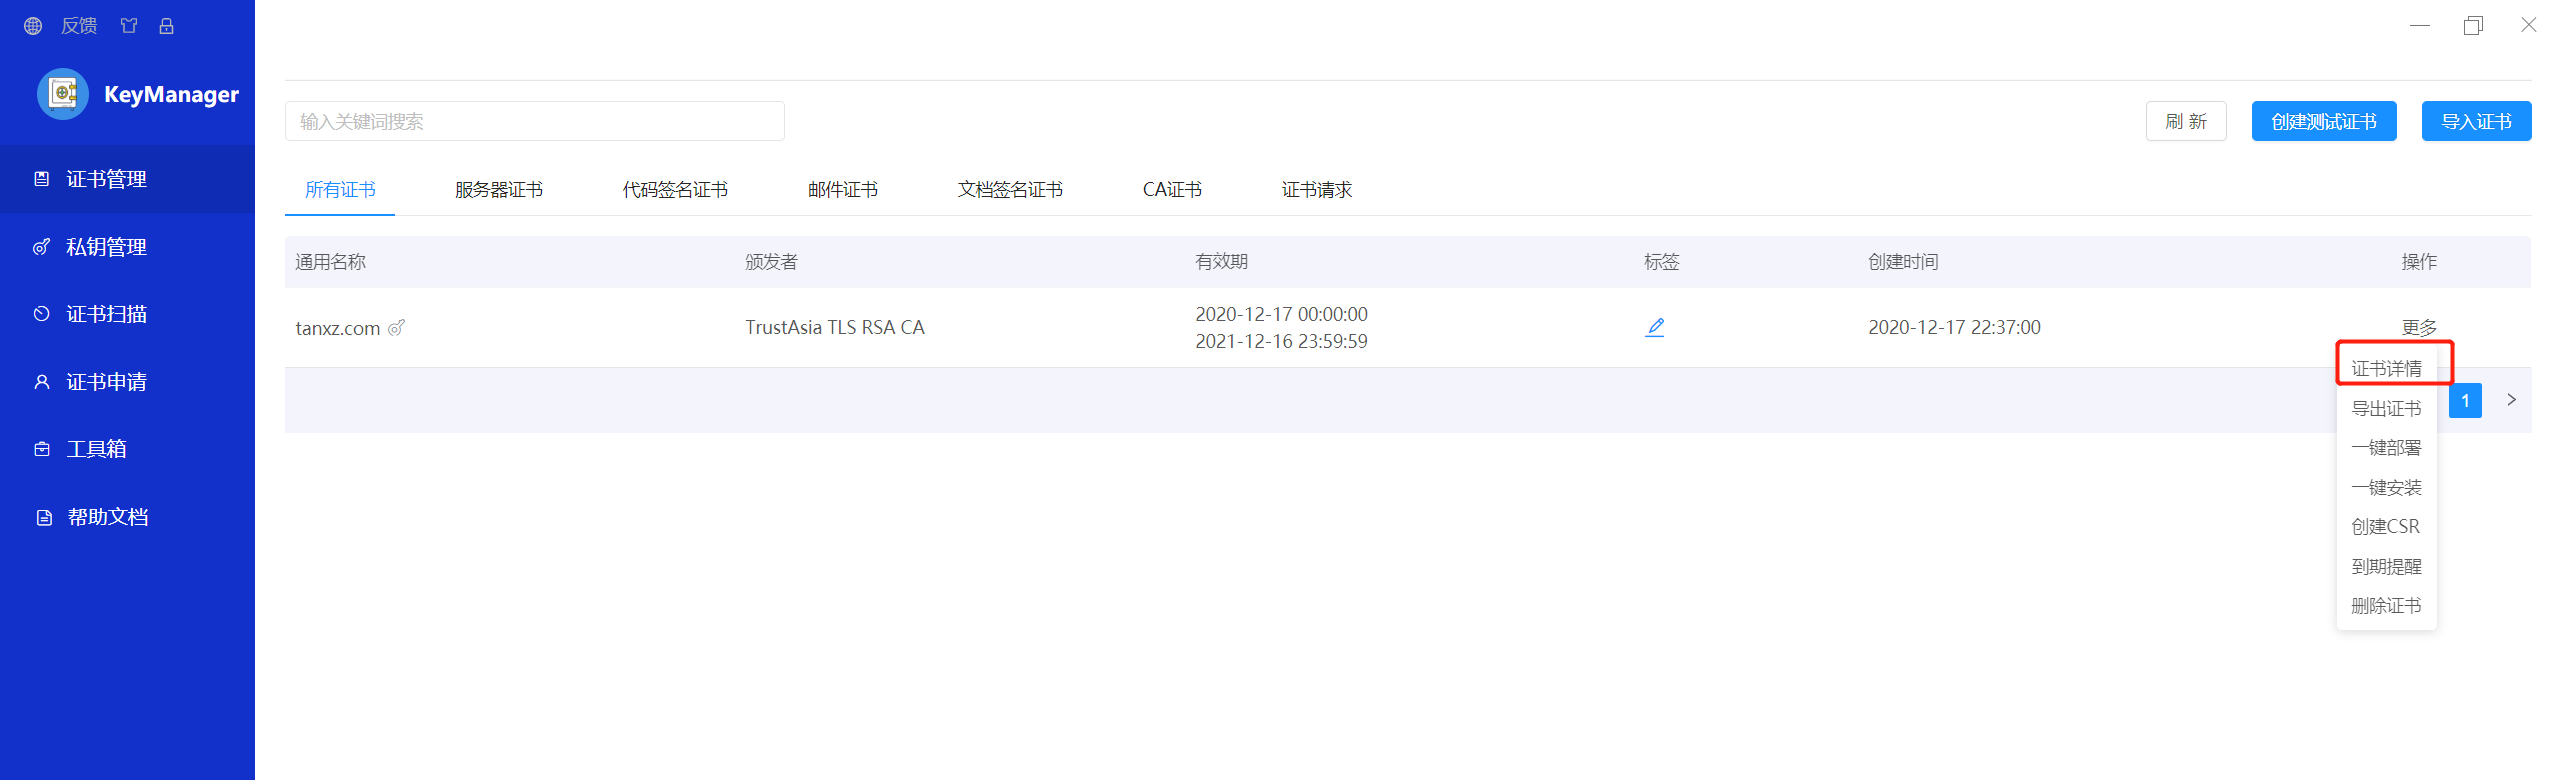 反馈
KeyManager
证书管理
私钥管理
证书扫描
证书申请
工具箱
帮助文档
输入关键词搜索
刷 新
创建测试证书
导入证书
所有证书 服务器证书 代码签名证书 邮件证书 文档签名证书 CA证书 证书请求
通用名称 颁发者 有效期 标签 创建时间 操作
tanxz.com TrustAsia TLS RSA CA 2020-12-17 00:00:00 2020-12-17 22:37:00 更多
2021-12-16 23:59:59
证书详情
导出证书
一键部署
一键安装
创建CSR
到期提醒
删除证书
1